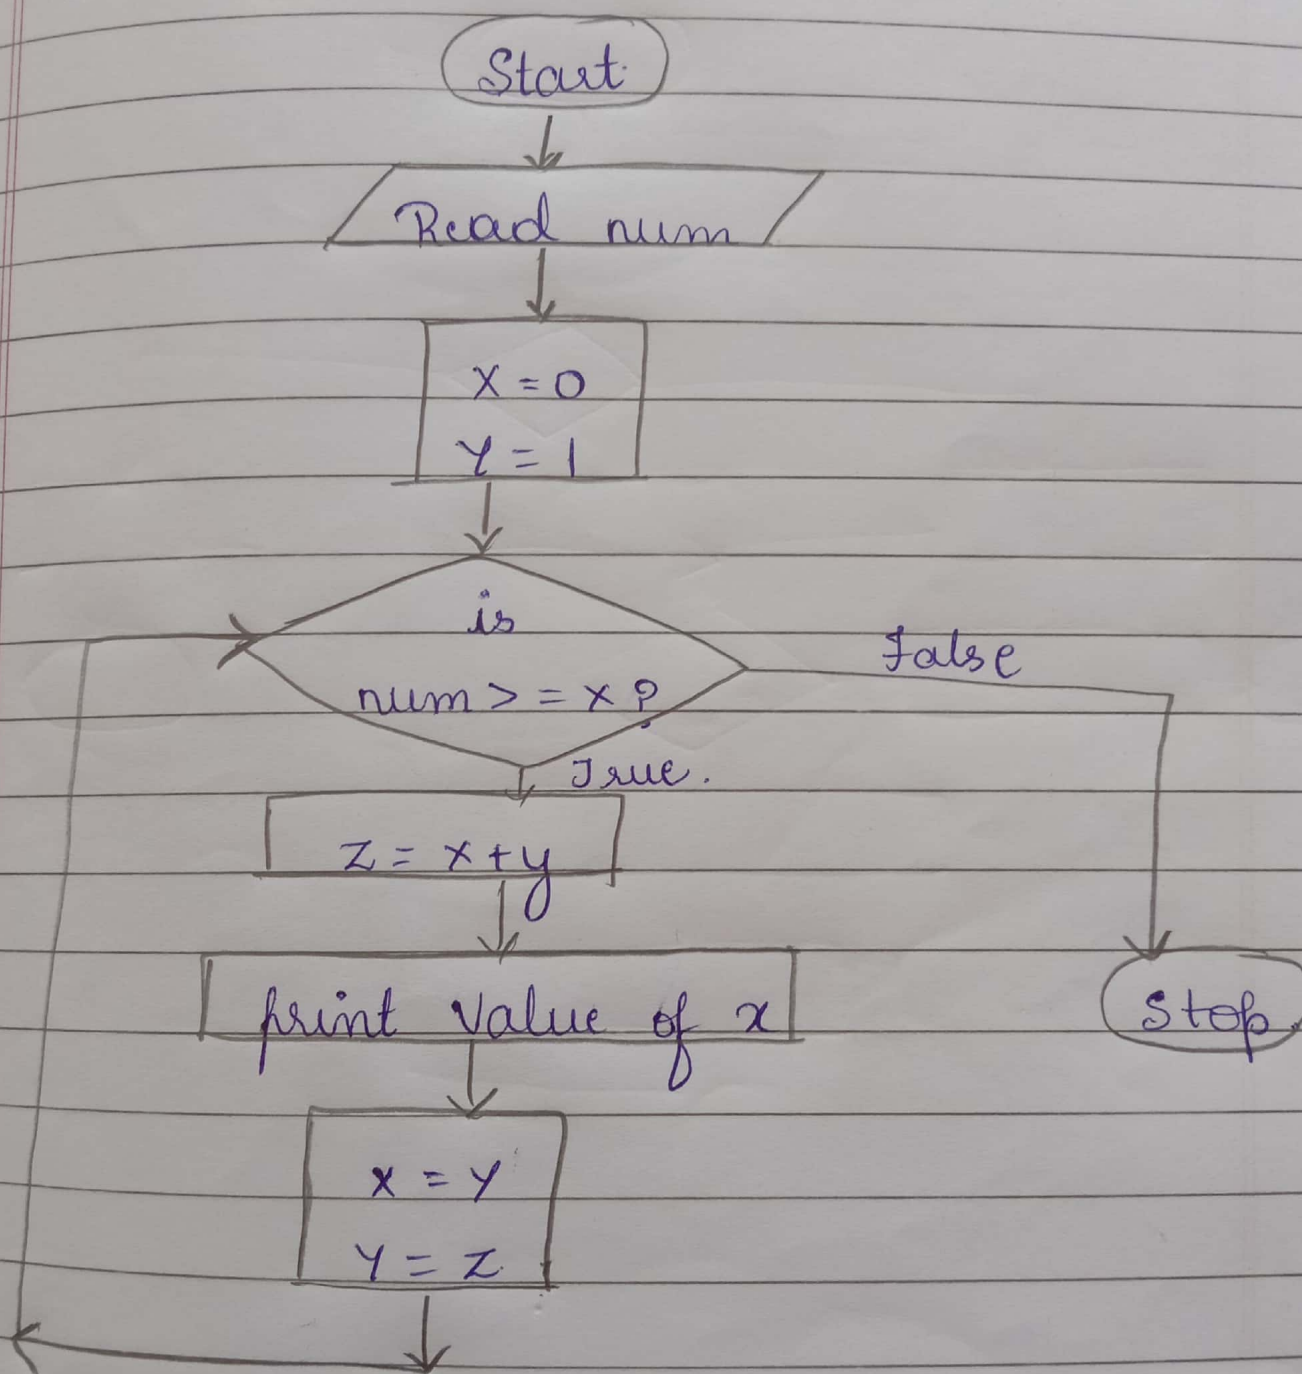 Start
Read num
X = 0
Y = 1
is
num > = x ?
False
True.
Z = x + y
print value of x
Stop.
x = y
Y = Z